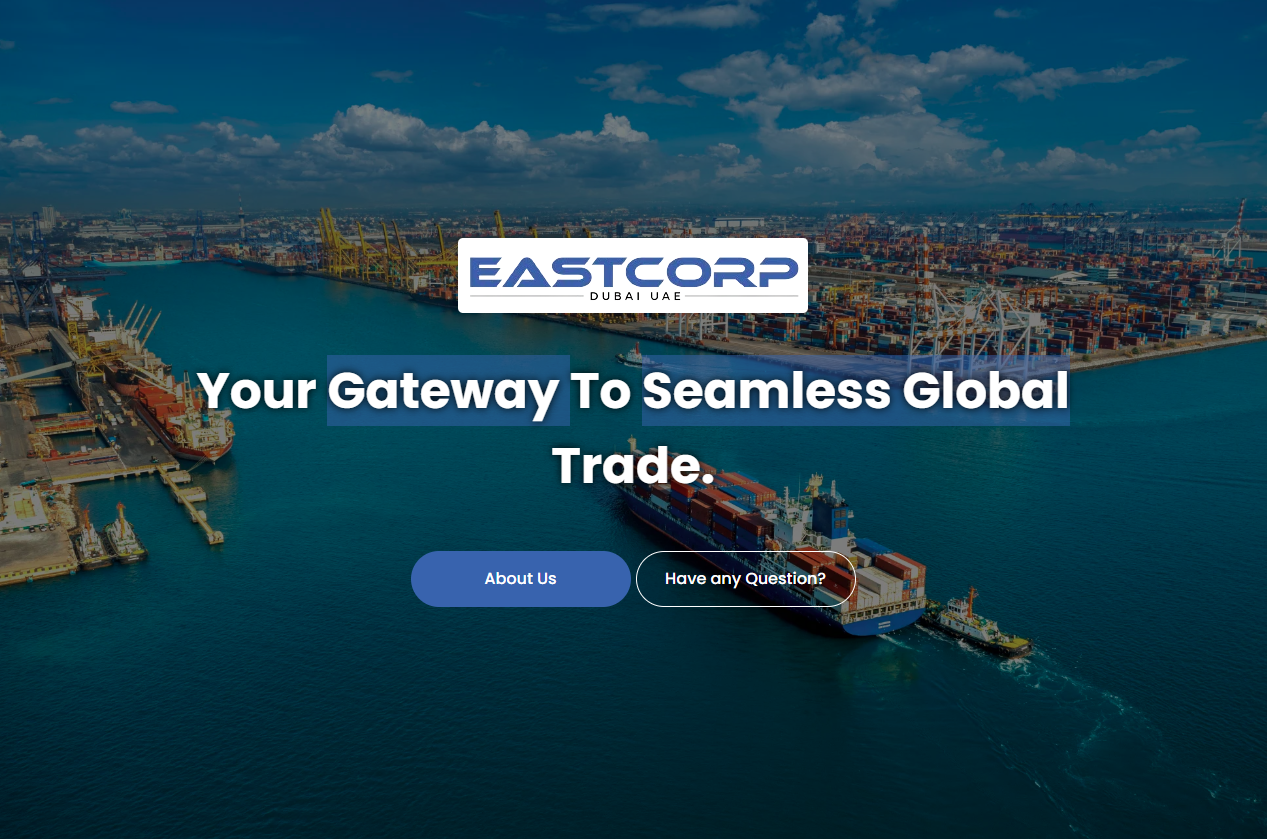 EASTCORP
DUBAI UAE
Your Gateway To Seamless Global
Trade.
About Us
Have any Question?